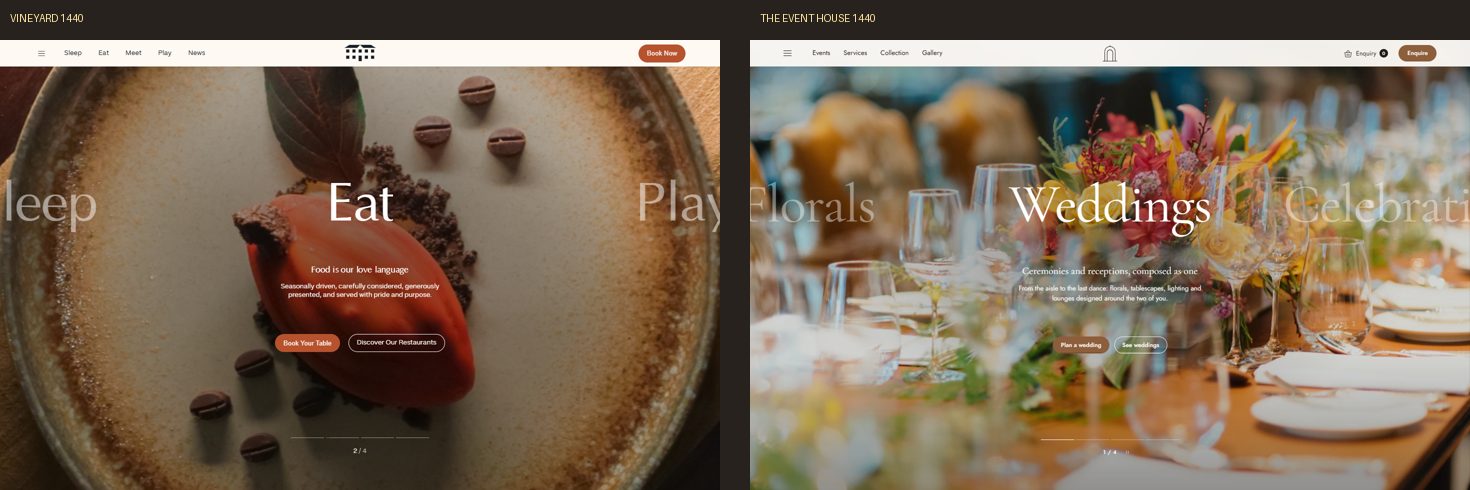 VINEYARD 1440
Sleep Eat Meet Play News
Book Now
leep
Eat
Play
Food is our love language
Seasonally driven, carefully considered, generously
presented, and served with pride and purpose.
Book Your Table
Discover Our Restaurants
2 / 4
THE EVENT HOUSE 1440
Events Services Collection Gallery
Enquiry 0
Enquire
Florals
Weddings
Celebrati
Ceremonies and receptions, composed as one
From the aisle to the last dance: florals, tablescapes, lighting and
lounges designed around the two of you.
Plan a wedding
See weddings
1 / 4